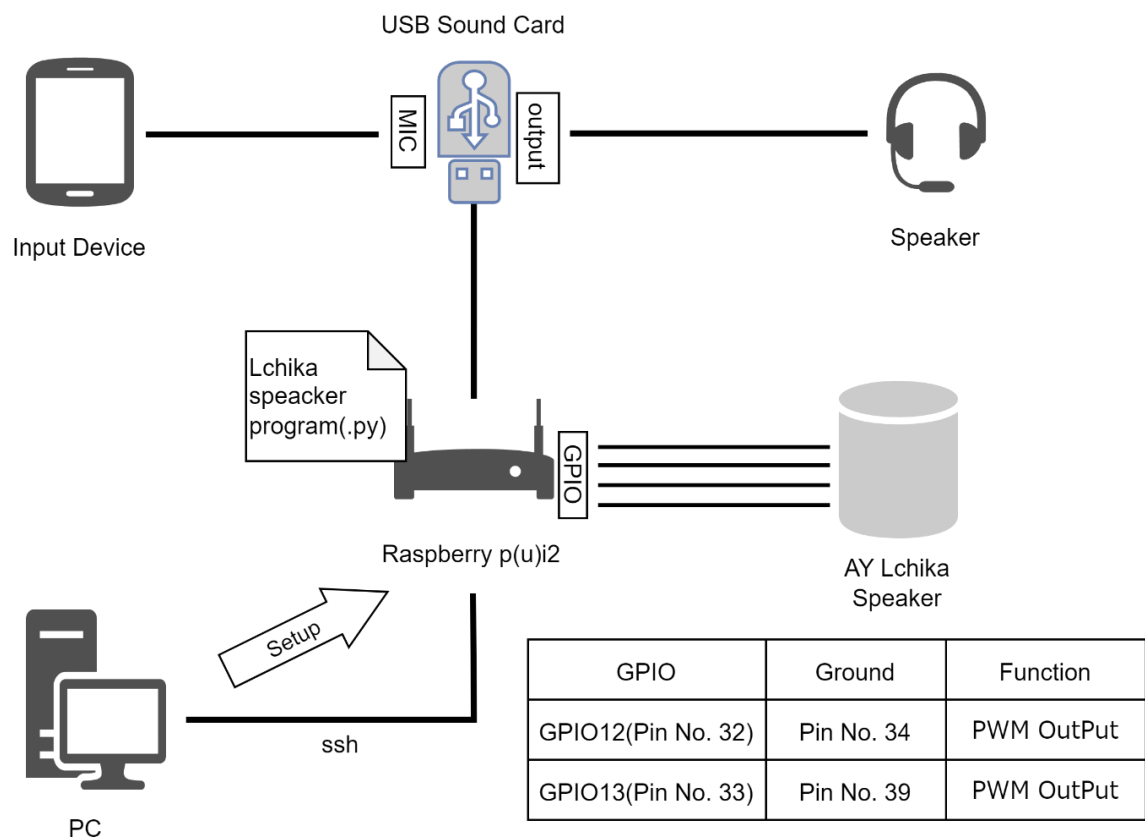 USB Sound Card
MIC
output
Input Device
Speaker
Lchika
speacker
program(.py)
GPIO
Raspberry p(u)i2
AY Lchika
Speaker
Setup
ssh
PC
GPIO Ground Function
GPIO12(Pin No. 32) Pin No. 34 PWM OutPut
GPIO13(Pin No. 33) Pin No. 39 PWM OutPut